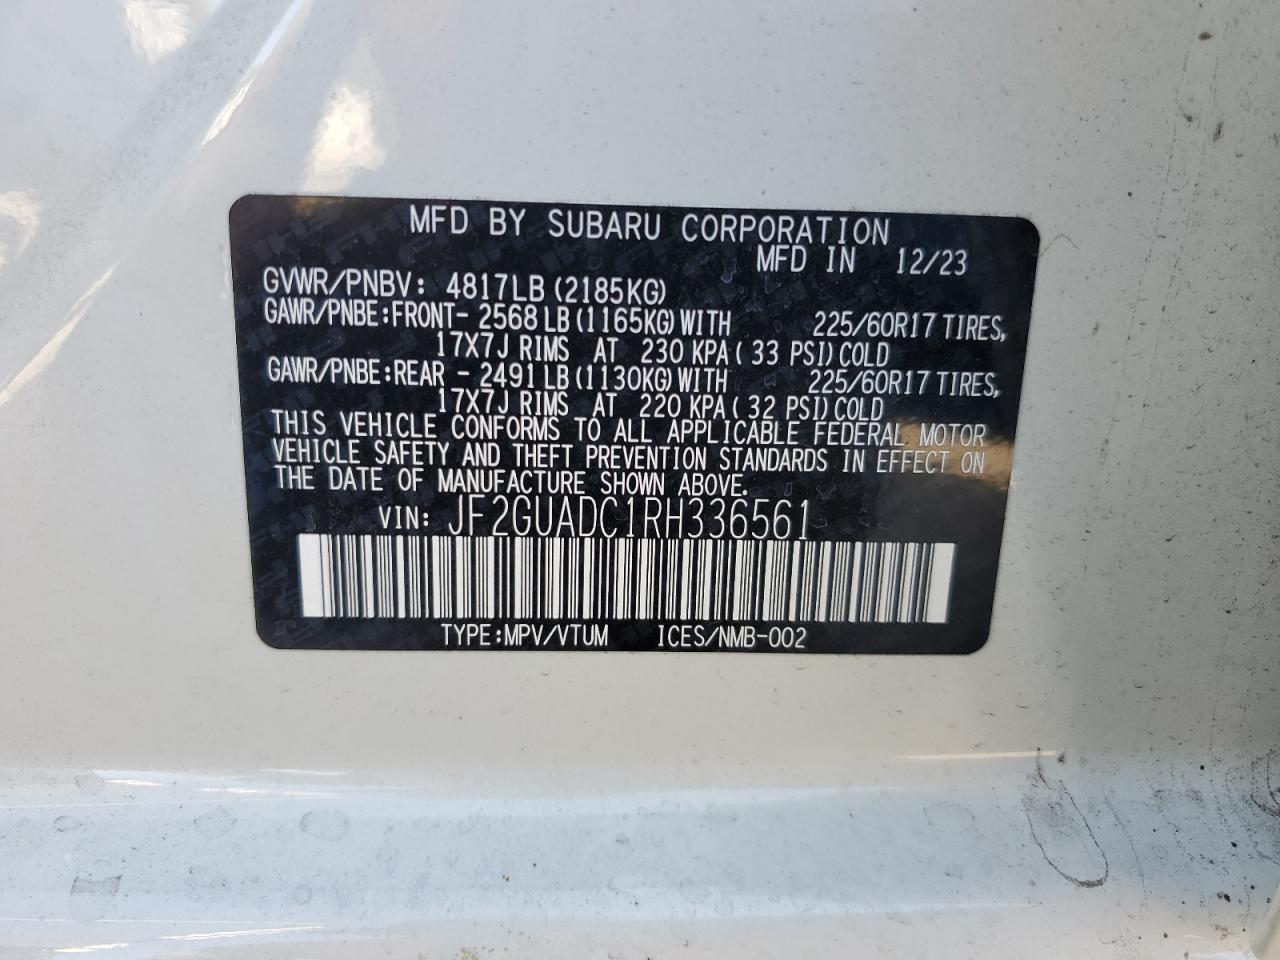 MFD BY SUBARU CORPORATION
MFD IN 12/23
GVWR/PNBV: 4817LB (2185KG)
GAWR/PNBE:FRONT- 2568 LB (1165KG) WITH 225/60R17 TIRES,
17X7J RIMS AT 230 KPA ( 33 PSI) COLD
GAWR/PNBE:REAR - 2491 LB (1130KG) WITH 225/60R17 TIRES,
17X7J RIMS AT 220 KPA ( 32 PSI) COLD
THIS VEHICLE CONFORMS TO ALL APPLICABLE FEDERAL MOTOR
VEHICLE SAFETY AND THEFT PREVENTION STANDARDS IN EFFECT ON
THE DATE OF MANUFACTURE SHOWN ABOVE.
VIN: JF2GUADC1RH336561
TYPE:MPV/VTUM ICES/NMB-002